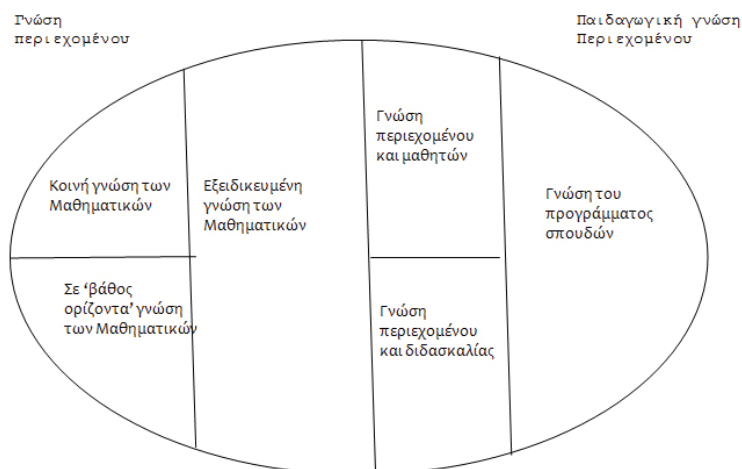 Γνώση
περιεχομένου
Παιδαγωγική γνώση
Περιεχομένου
Κοινή γνώση των
Μαθηματικών
Σε ‘βάθος
ορίζοντα’ γνώση
των Μαθηματικών
Εξειδικευμένη
γνώση των
Μαθηματικών
Γνώση
περιεχομένου
και μαθητών
Γνώση
περιεχομένου
και διδασκαλίας
Γνώση του
προγράμματος
σπουδών